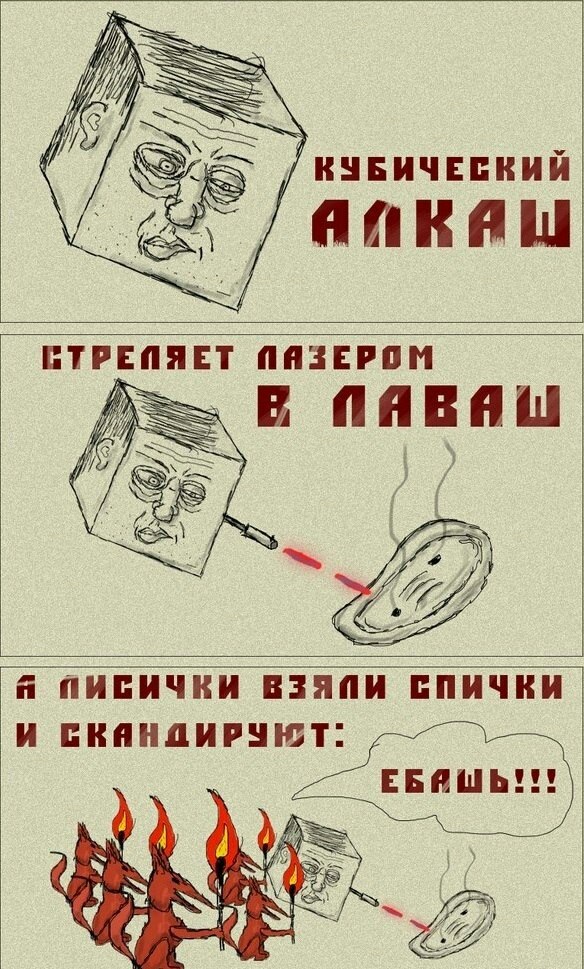 КУБИЧЕСКИЙ
АЛКАШ
СТРЕЛЯЕТ ЛАЗЕРОМ
В ЛАВАШ
А ЛИСИЧКИ ВЗЯЛИ СПИЧКИ
И СКАНДИРУЮТ:
ЕБАШЬ!!!